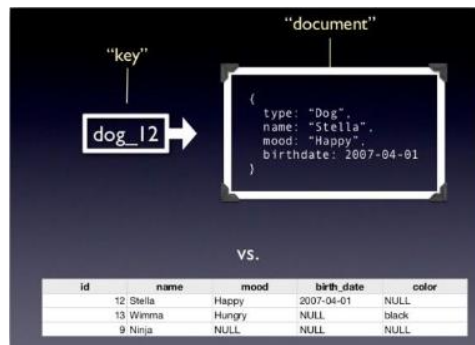 “document”
“key”
dog_12
{
type: “Dog”,
name: “Stella”,
mood: “Happy”,
birthdate: 2007-04-01
}
vs.
id name mood birth_date color
12 Stella Happy 2007-04-01 NULL
13 Wimma Hungry NULL black
9 Ninja NULL NULL NULL